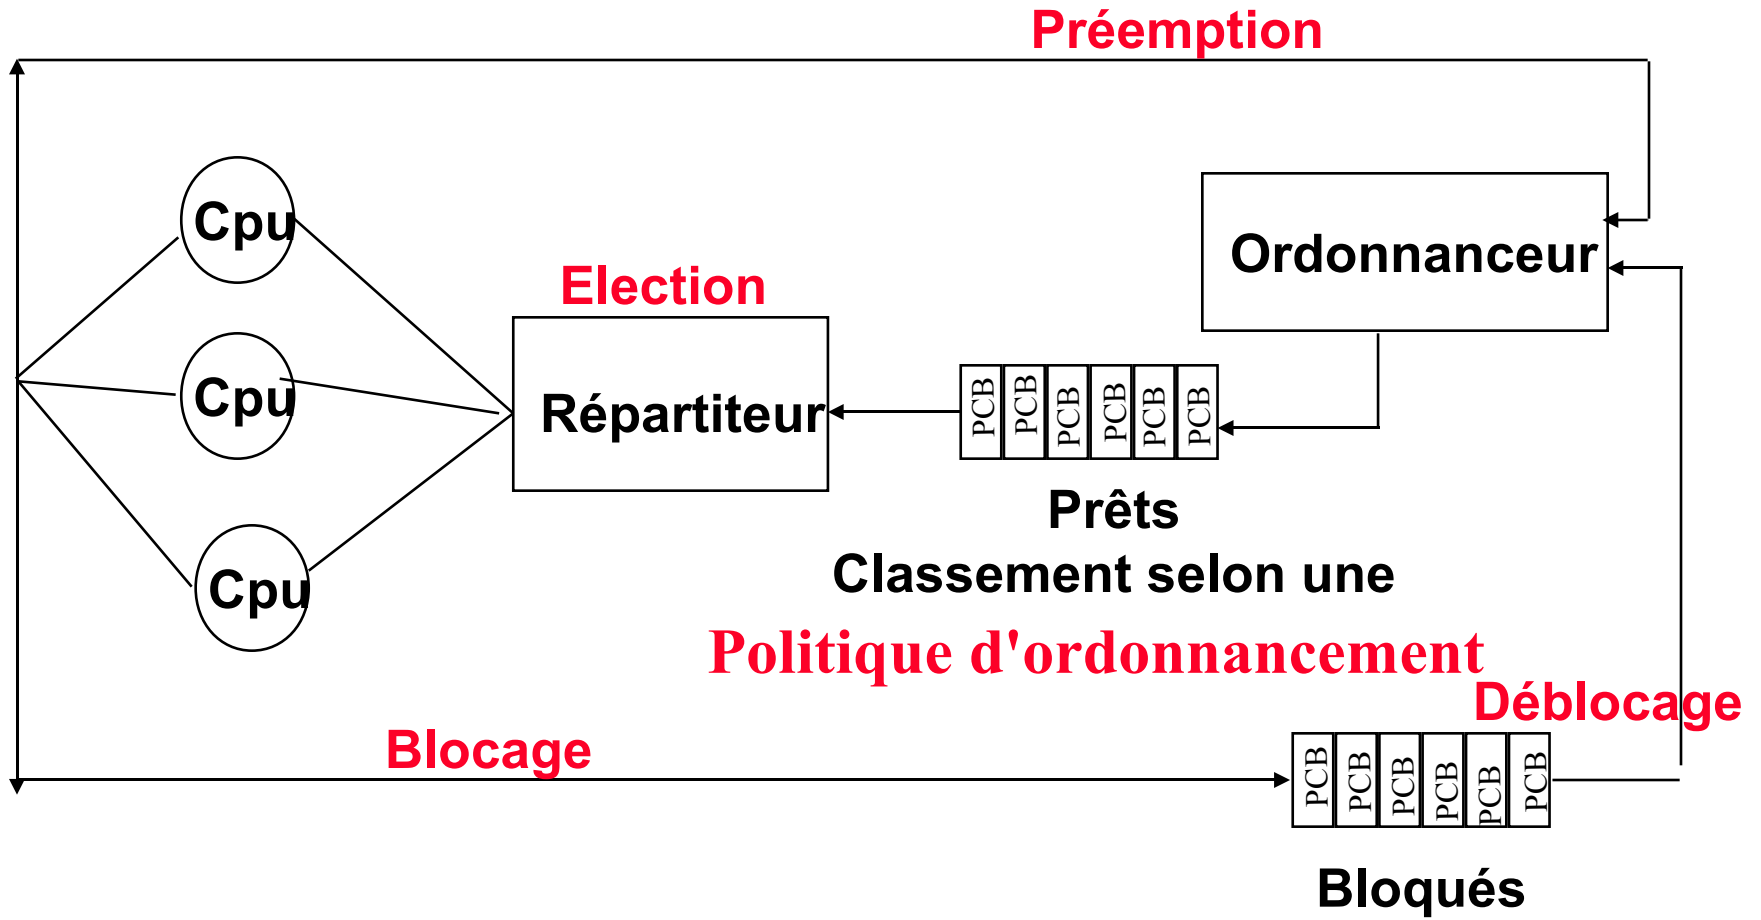 Préemption
Cpu
Ordonnanceur
Election
Cpu
Répartiteur
PCB PCB PCB PCB PCB PCB
Prêts
Cpu
Classement selon une
Politique d'ordonnancement
Déblocage
Blocage
PCB PCB PCB PCB PCB PCB
Bloqués